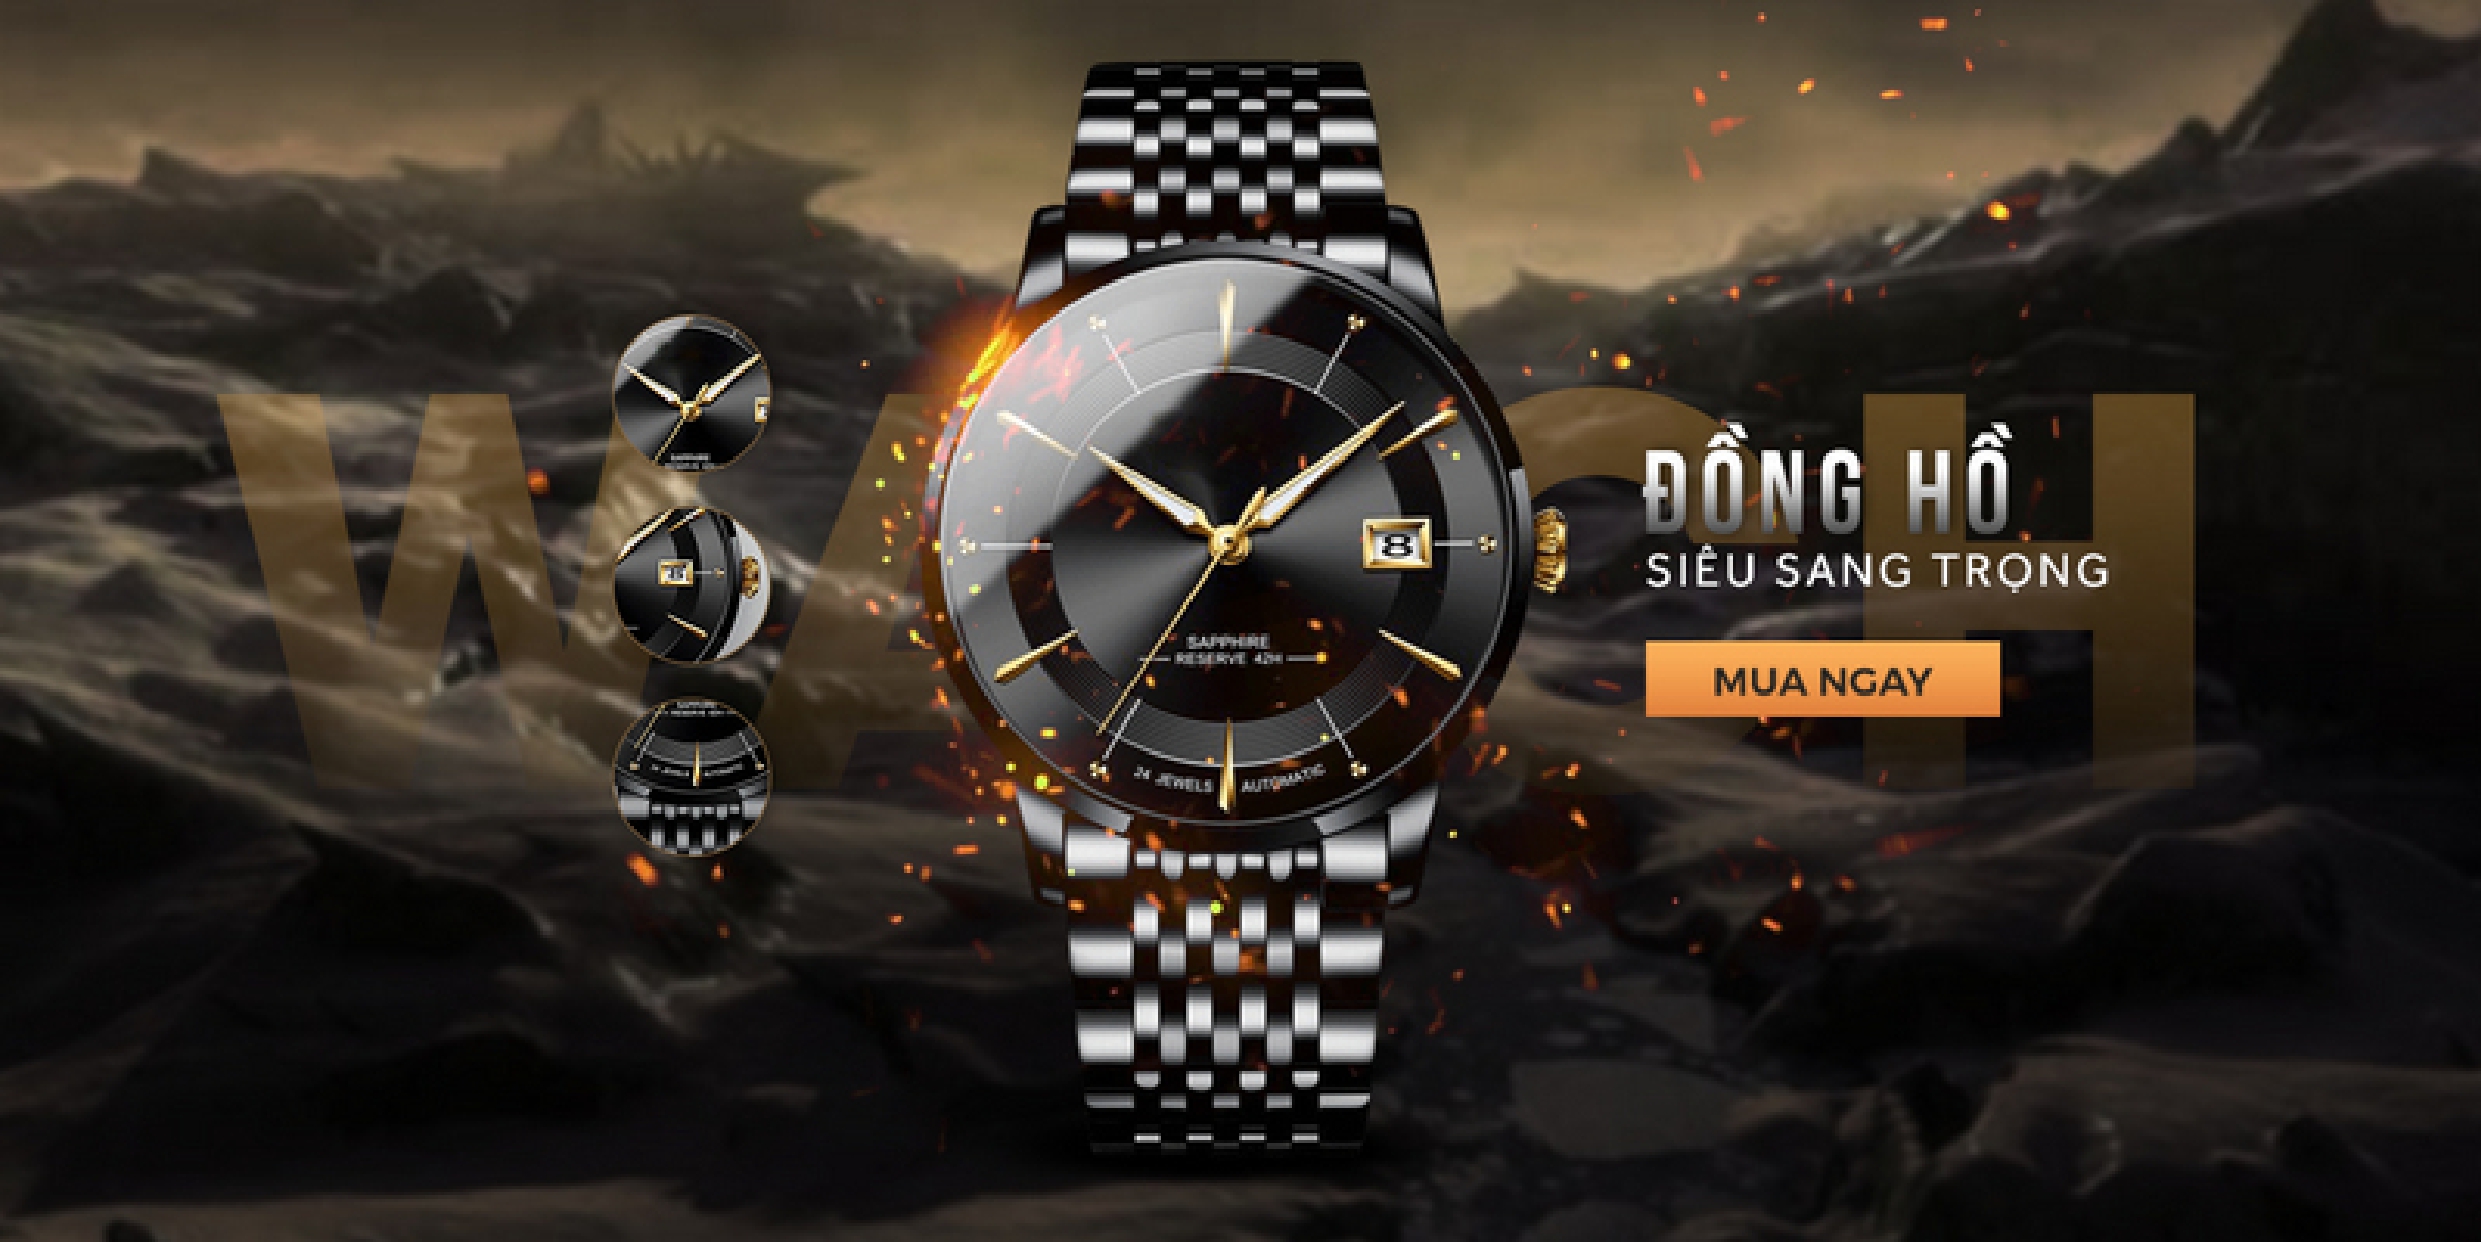 WATCH
ĐỒNG HỒ
SIÊU SANG TRỌNG
MUA NGAY
8
SAPPHIRE
RESERVE 42H
24 JEWELS AUTOMATIC